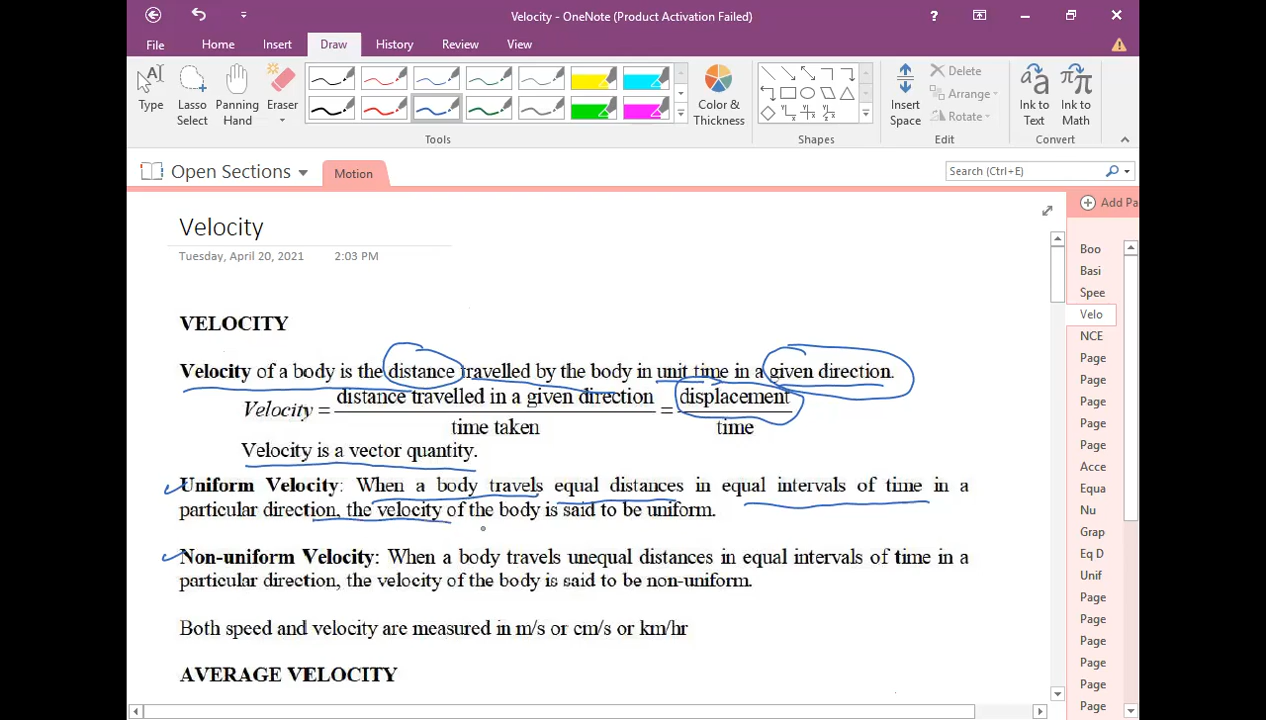 Velocity - OneNote (Product Activation Failed)
File Home Insert Draw History Review View
Type
Lasso Select
Panning Hand
Eraser
Color & Thickness
Insert Space
Delete
Arrange
Rotate
Ink to Text
Ink to Math
Tools Shapes Edit Convert
Open Sections Motion Search (Ctrl+E)
Add Pa
Velocity
Tuesday, April 20, 2021 2:03 PM
VELOCITY
Velocity of a body is the distance travelled by the body in unit time in a given direction.
Velocity = distance travelled in a given direction / time taken = displacement / time
Velocity is a vector quantity.
Uniform Velocity: When a body travels equal distances in equal intervals of time in a
particular direction, the velocity of the body is said to be uniform.
Non-uniform Velocity: When a body travels unequal distances in equal intervals of time in a
particular direction, the velocity of the body is said to be non-uniform.
Both speed and velocity are measured in m/s or cm/s or km/hr
AVERAGE VELOCITY
Boo
Basi
Spee
Velo
NCE
Page
Page
Page
Page
Acce
Equa
Nu
Grap
Eq D
Unif
Page
Page
Page
Page
Page
Page